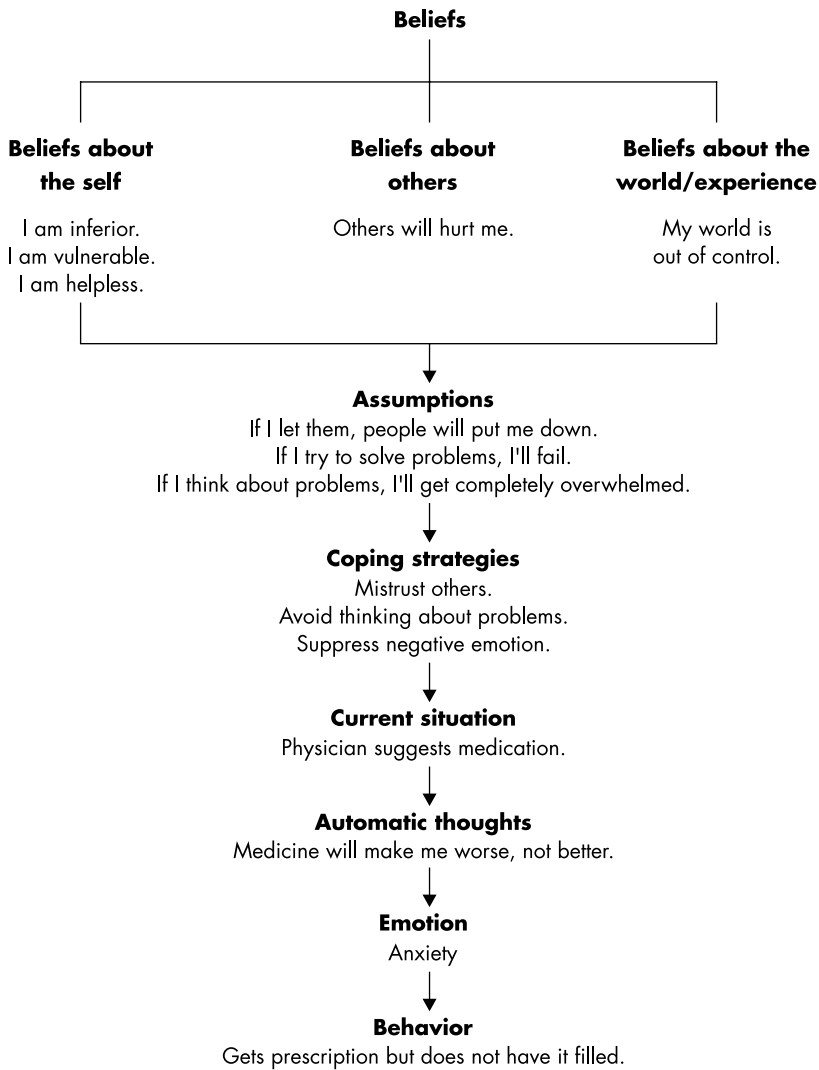 Beliefs
Beliefs about
the self
I am inferior.
I am vulnerable.
I am helpless.
Beliefs about
others
Others will hurt me.
Beliefs about the
world/experience
My world is
out of control.
Assumptions
If I let them, people will put me down.
If I try to solve problems, I'll fail.
If I think about problems, I'll get completely overwhelmed.
Coping strategies
Mistrust others.
Avoid thinking about problems.
Suppress negative emotion.
Current situation
Physician suggests medication.
Automatic thoughts
Medicine will make me worse, not better.
Emotion
Anxiety
Behavior
Gets prescription but does not have it filled.